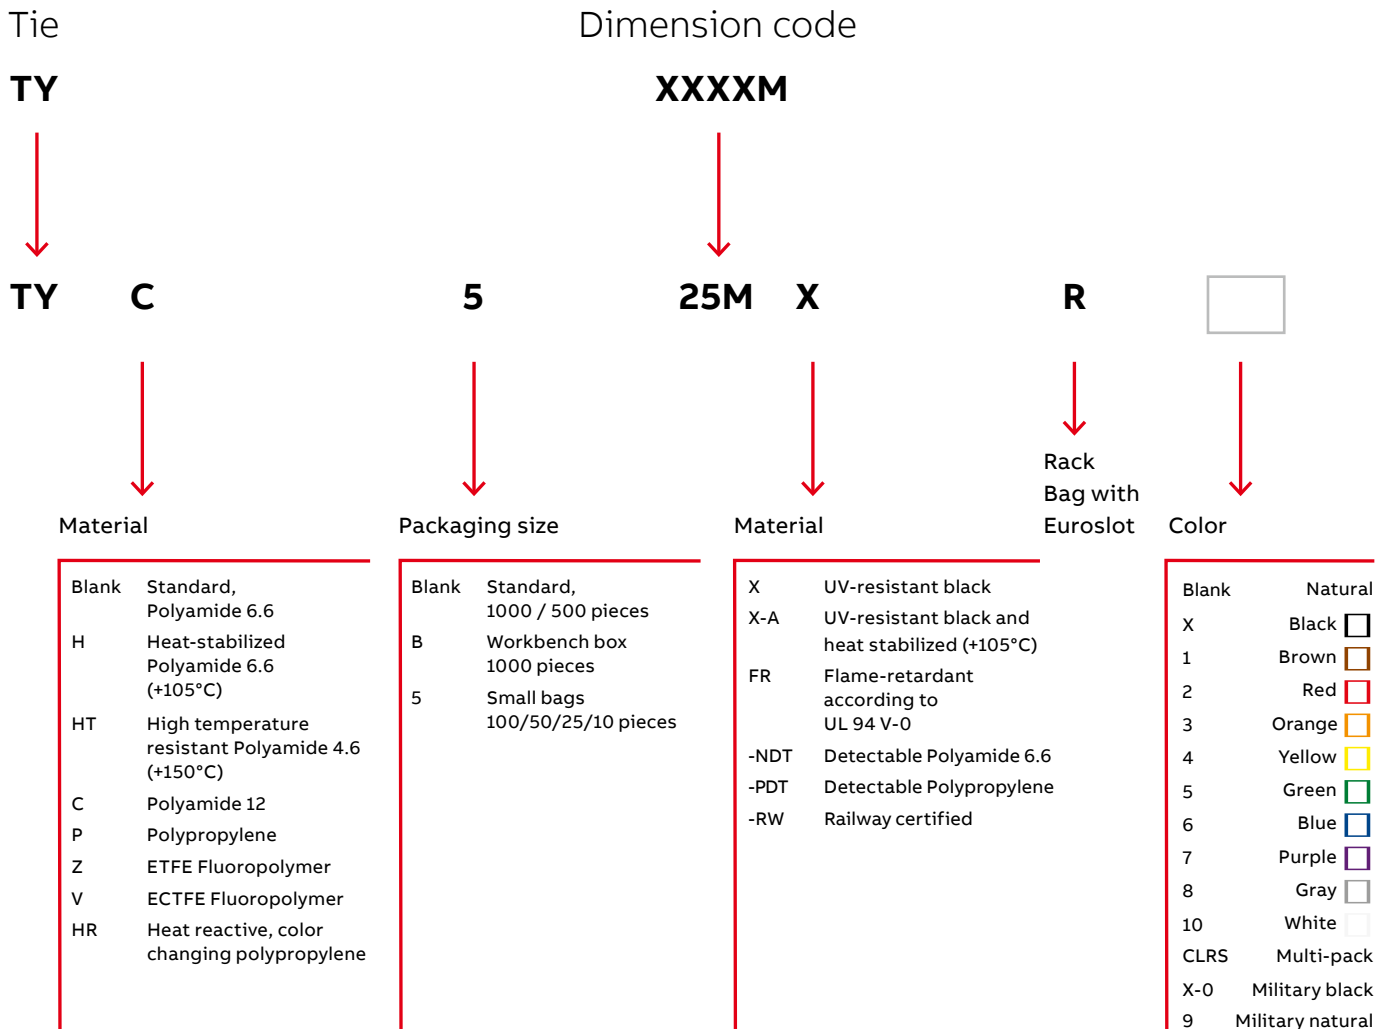 Tie
Dimension code
TY
XXXXM
TY C 5 25M X R
Rack
Bag with
Euroslot
Material
Blank Standard,
Polyamide 6.6
H Heat-stabilized
Polyamide 6.6
(+105°C)
HT High temperature
resistant Polyamide 4.6
(+150°C)
C Polyamide 12
P Polypropylene
Z ETFE Fluoropolymer
V ECTFE Fluoropolymer
HR Heat reactive, color
changing polypropylene
Packaging size
Blank Standard,
1000 / 500 pieces
B Workbench box
1000 pieces
5 Small bags
100/50/25/10 pieces
Material
X UV-resistant black
X-A UV-resistant black and
heat stabilized (+105°C)
FR Flame-retardant
according to
UL 94 V-0
-NDT Detectable Polyamide 6.6
-PDT Detectable Polypropylene
-RW Railway certified
Color
Blank Natural
X Black
1 Brown
2 Red
3 Orange
4 Yellow
5 Green
6 Blue
7 Purple
8 Gray
10 White
CLRS Multi-pack
X-0 Military black
9 Military natural